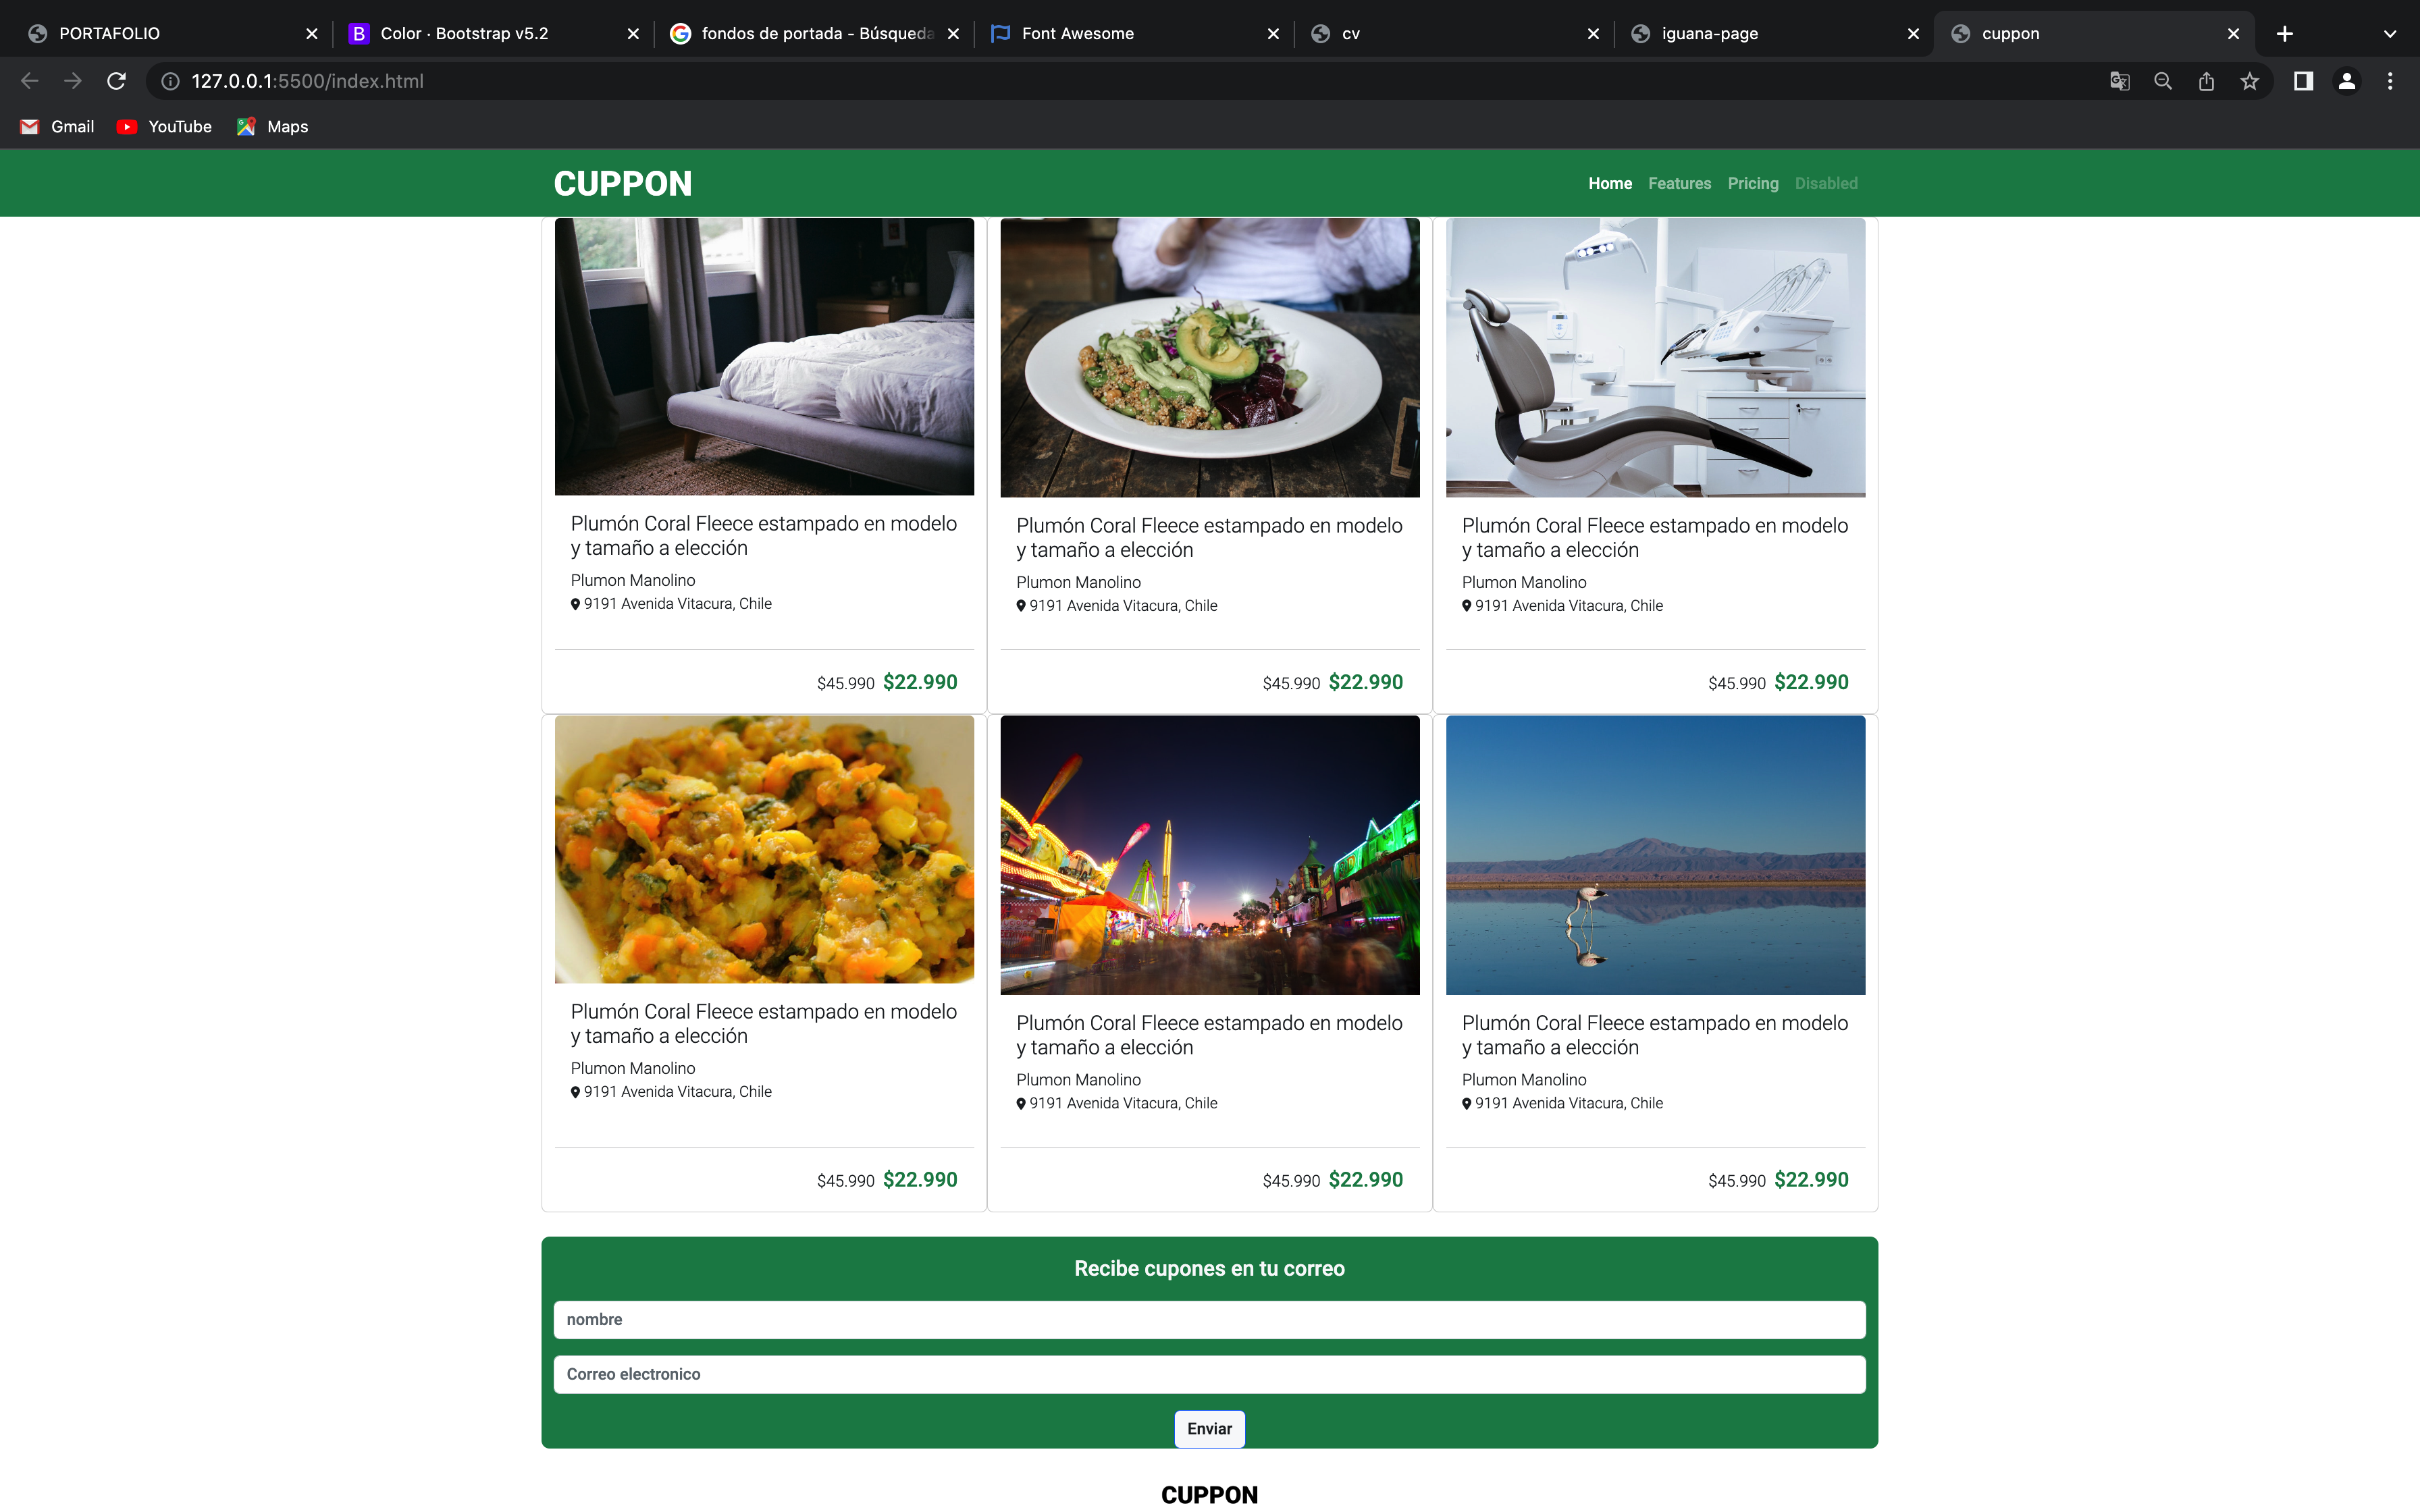 PORTAFOLIO
Color · Bootstrap v5.2
fondos de portada - Búsqueda
Font Awesome
cv
iguana-page
cuppon
127.0.0.1:5500/index.html
Gmail
YouTube
Maps
CUPPON
Home Features Pricing Disabled
Plumón Coral Fleece estampado en modelo
y tamaño a elección
Plumon Manolino
9191 Avenida Vitacura, Chile
$45.990 $22.990
Plumón Coral Fleece estampado en modelo
y tamaño a elección
Plumon Manolino
9191 Avenida Vitacura, Chile
$45.990 $22.990
Plumón Coral Fleece estampado en modelo
y tamaño a elección
Plumon Manolino
9191 Avenida Vitacura, Chile
$45.990 $22.990
Plumón Coral Fleece estampado en modelo
y tamaño a elección
Plumon Manolino
9191 Avenida Vitacura, Chile
$45.990 $22.990
Plumón Coral Fleece estampado en modelo
y tamaño a elección
Plumon Manolino
9191 Avenida Vitacura, Chile
$45.990 $22.990
Plumón Coral Fleece estampado en modelo
y tamaño a elección
Plumon Manolino
9191 Avenida Vitacura, Chile
$45.990 $22.990
Recibe cupones en tu correo
nombre
Correo electronico
Enviar
CUPPON